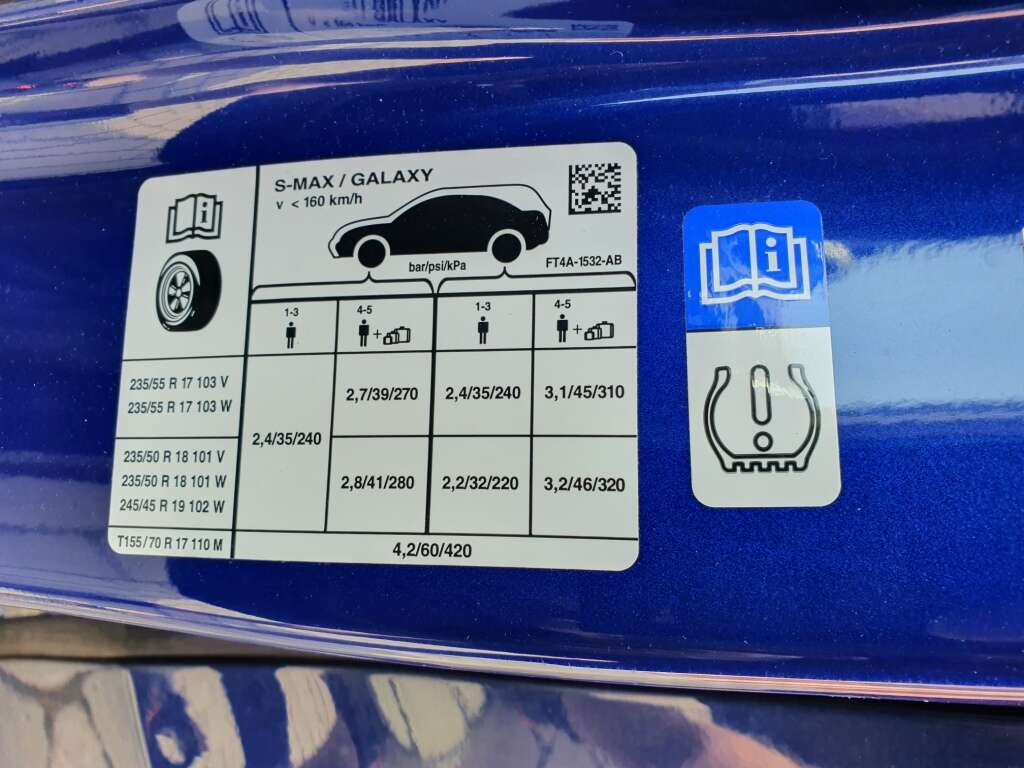 S-MAX / GALAXY
v < 160 km/h
bar/psi/kPa
FT4A-1532-AB
1-3
4-5
1-3
4-5
+
+
235/55 R 17 103 V
235/55 R 17 103 W
2,4/35/240
2,7/39/270
2,4/35/240
3,1/45/310
235/50 R 18 101 V
235/50 R 18 101 W
245/45 R 19 102 W
2,8/41/280
2,2/32/220
3,2/46/320
T155/70 R 17 110 M
4,2/60/420